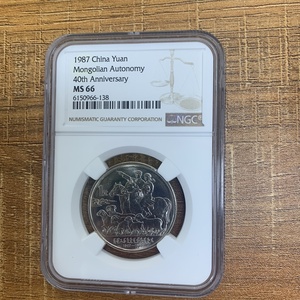 1987 China Yuan
Mongolian Autonomy
40th Anniversary
MS 66
6150966-138
NUMISMATIC GUARANTY CORPORATION
NGC